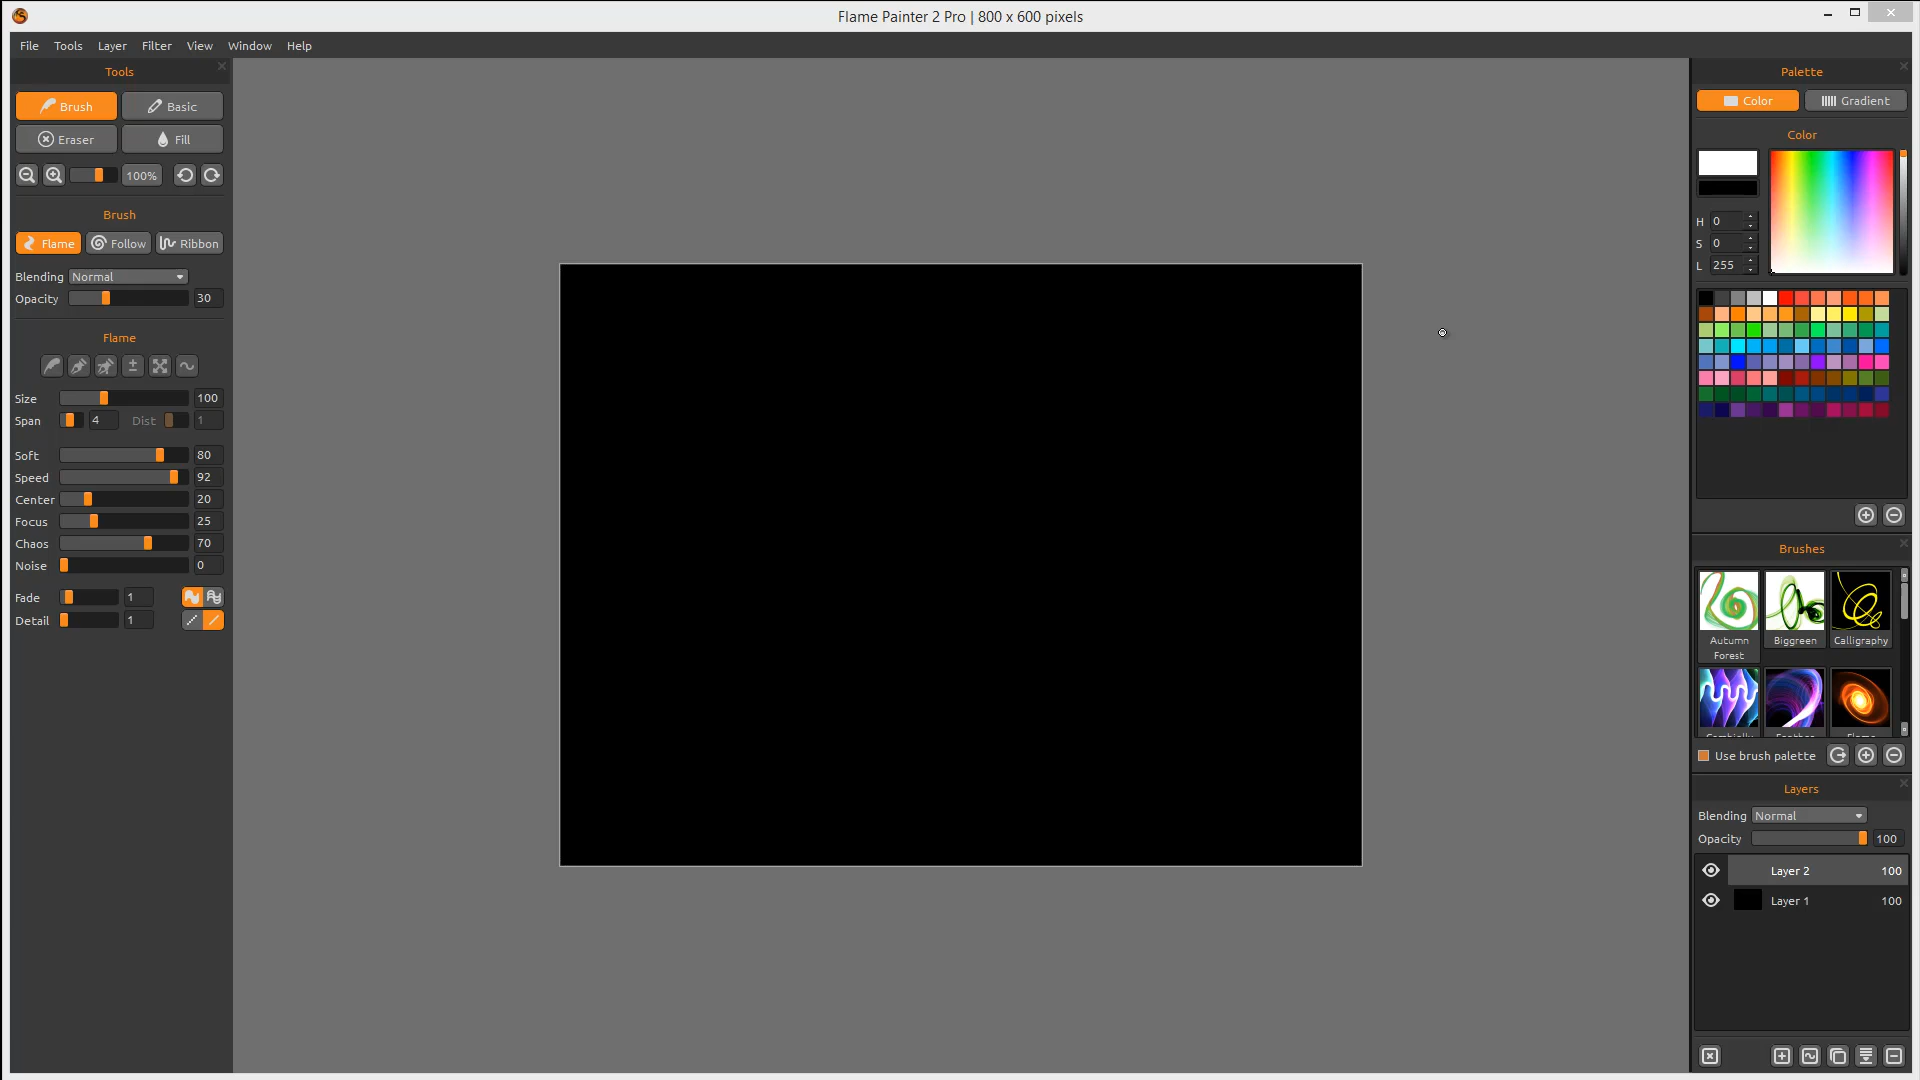 Flame Painter 2 Pro | 800 x 600 pixels
File Tools Layer Filter View Window Help
Tools
Brush Basic
Eraser Fill
100%
Brush
Flame Follow Ribbon
Blending Normal
Opacity 30
Flame
Size 100
Span 4 Dist 1
Soft 80
Speed 92
Center 20
Focus 25
Chaos 70
Noise 0
Fade 1
Detail 1
Palette
Color Gradient
Color
H 0
S 0
L 255
Brushes
Autumn Forest
Biggreen
Calligraphy
Use brush palette
Layers
Blending Normal
Opacity 100
Layer 2 100
Layer 1 100